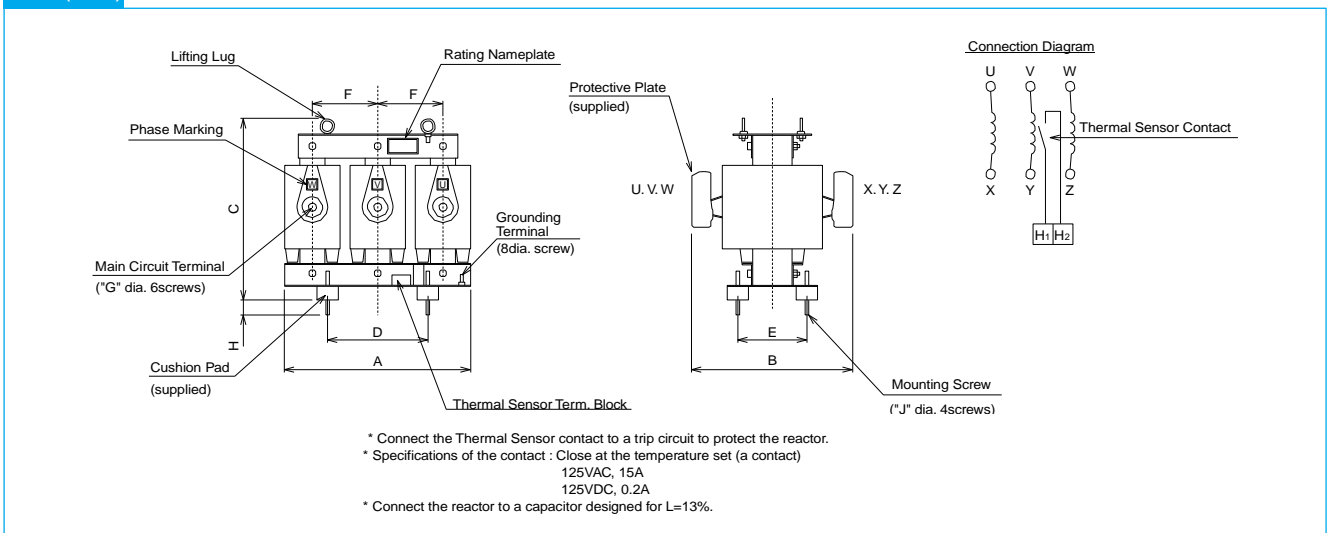 Lifting Lug
Rating Nameplate
F
F
Phase Marking
W
V
U
C
Grounding
Terminal
(8dia. screw)
Main Circuit Terminal
("G" dia. 6screws)
H
D
A
Cushion Pad
(supplied)
Thermal Sensor Term. Block
Protective Plate
(supplied)
U. V. W
X. Y. Z
E
B
Mounting Screw
("J" dia. 4screws)
Connection Diagram
U V W
Thermal Sensor Contact
X Y Z
H1 H2
* Connect the Thermal Sensor contact to a trip circuit to protect the reactor.
* Specifications of the contact : Close at the temperature set (a contact)
125VAC, 15A
125VDC, 0.2A
* Connect the reactor to a capacitor designed for L=13%.